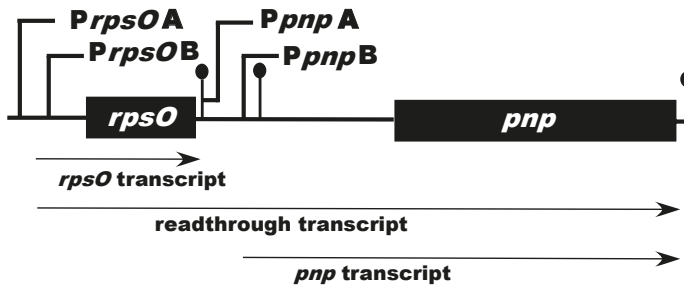 PrpsOA
PpnpA
PrpsOB
PpnpB
rpsO
pnp
rpsO transcript
readthrough transcript
pnp transcript